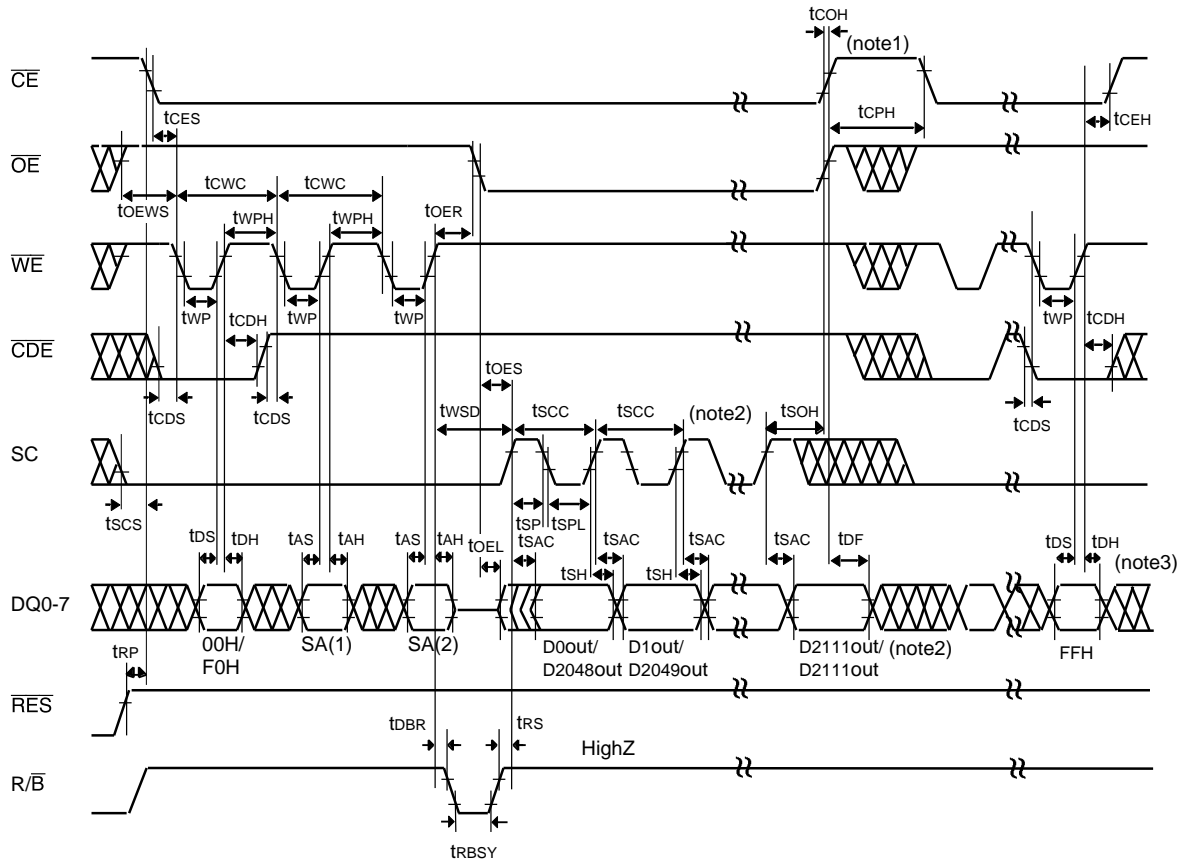 tCOH
(note1)
CE
tCES
tCPH
tCEH
OE
tCWC
tCWC
tOEWS
tWPH
tWPH
tOER
WE
tWP
tWP
tWP
tWP
tCDH
tCDH
CDE
tOES
tCDS
tCDS
tWSD
tSCC
tSCC
(note2)
tSOH
tCDS
SC
tSCS
tSP
tSPL
tDS
tDH
tAS
tAH
tAS
tAH
tOEL
tSAC
tSAC
tSAC
tSAC
tDF
tDS
tDH
(note3)
tSH
tSH
DQ0-7
00H/
F0H
SA(1)
SA(2)
D0out/
D2048out
D1out/
D2049out
D2111out/
D2111out
(note2)
FFH
tRP
RES
tDBR
tRS
HighZ
R/B
tRBSY